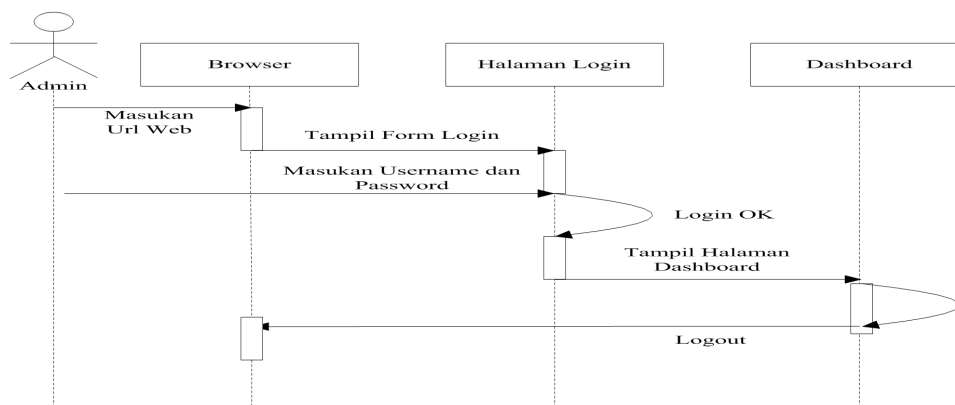 Browser
Halaman Login
Dashboard
Admin
Masukan
Url Web
Tampil Form Login
Masukan Username dan
Password
Login OK
Tampil Halaman
Dashboard
Logout